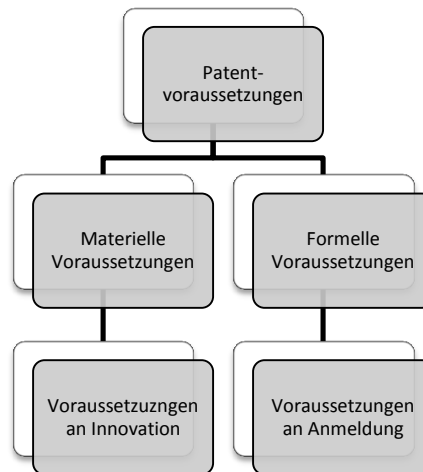 Patent-
voraussetzungen
Materielle
Voraussetzungen
Formelle
Voraussetzungen
Voraussetzuzngen
an Innovation
Voraussetzungen
an Anmeldung